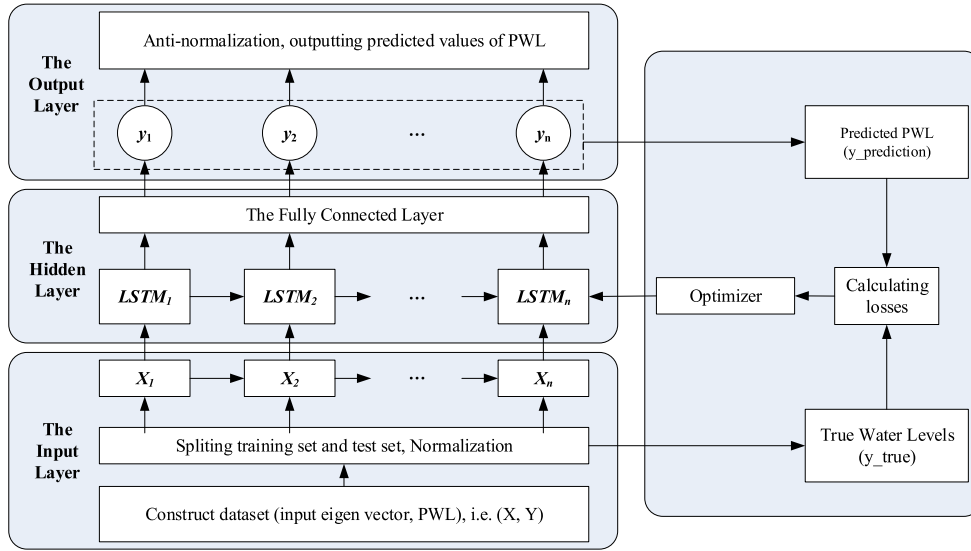 Anti-normalization, outputting predicted values of PWL
The
Output
Layer
y1
y2
...
yn
Predicted PWL
(y_prediction)
The Fully Connected Layer
The
Hidden
Layer
LSTM1
LSTM2
...
LSTMn
Optimizer
Calculating
losses
X1
X2
...
Xn
The
Input
Layer
Spliting training set and test set, Normalization
True Water Levels
(y_true)
Construct dataset (input eigen vector, PWL), i.e. (X, Y)